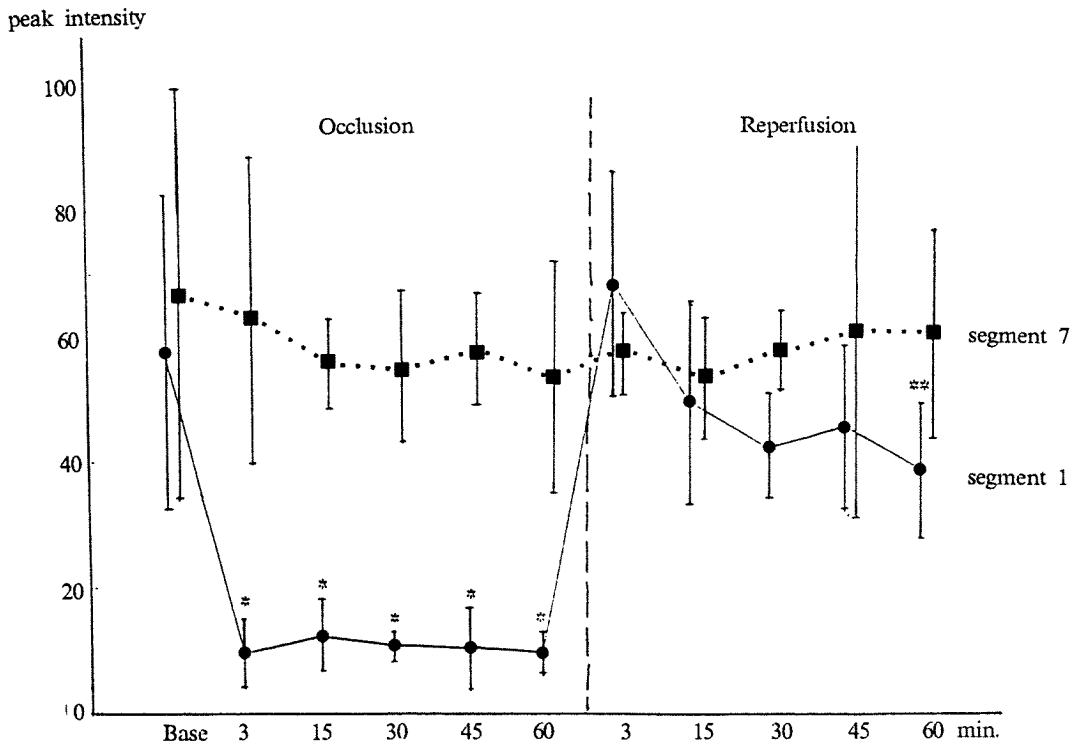 peak intensity
100
Occlusion
Reperfusion
80
60
segment 7
**
40
segment 1
20
* * * * *
0
Base 3 15 30 45 60 3 15 30 45 60 min.